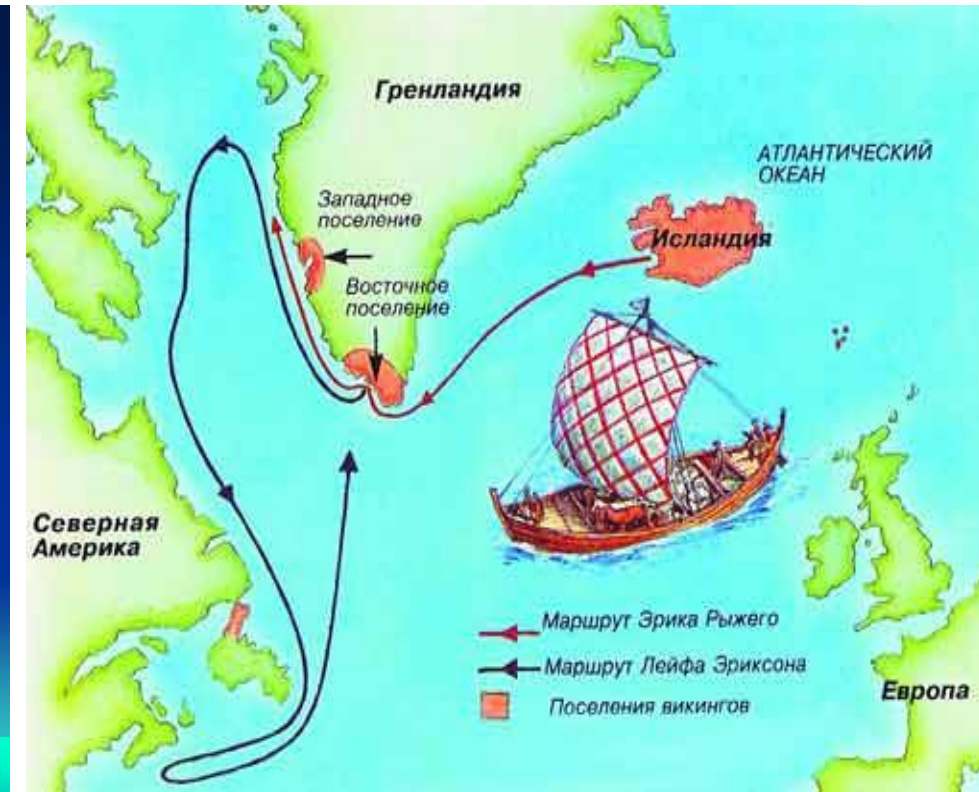 Гренландия
АТЛАНТИЧЕСКИЙ
ОКЕАН
Западное
поселение
Исландия
Восточное
поселение
Северная
Америка
Маршрут Эрика Рыжего
Маршрут Лейфа Эриксона
Европа
Поселения викингов